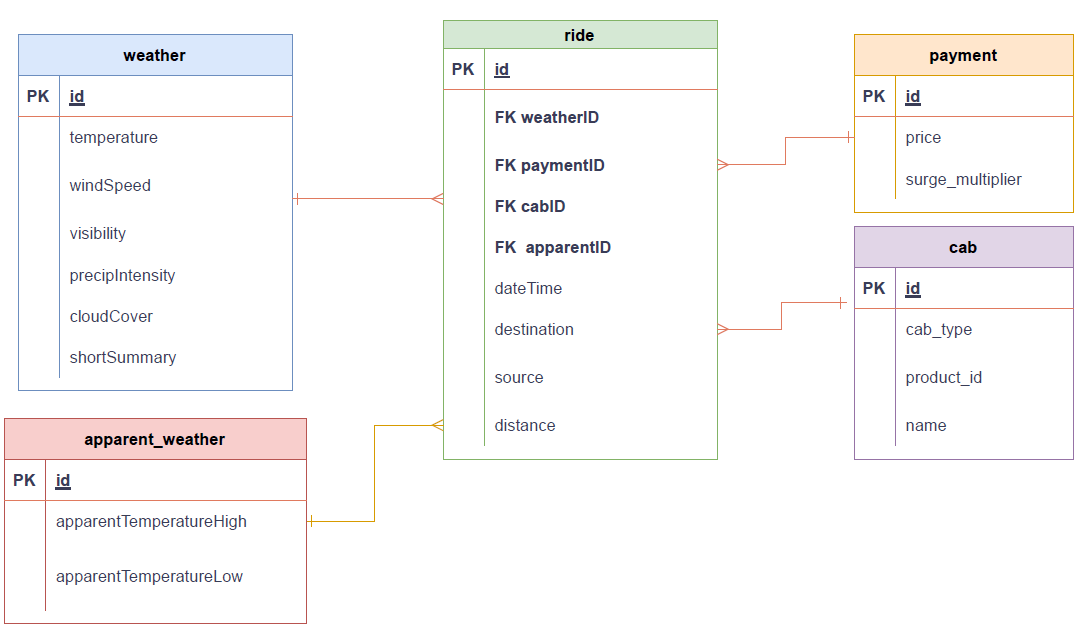 weather
PK id
temperature
windSpeed
visibility
precipIntensity
cloudCover
shortSummary
apparent_weather
PK id
apparentTemperatureHigh
apparentTemperatureLow
ride
PK id
FK weatherID
FK paymentID
FK cabID
FK apparentID
dateTime
destination
source
distance
payment
PK id
price
surge_multiplier
cab
PK id
cab_type
product_id
name